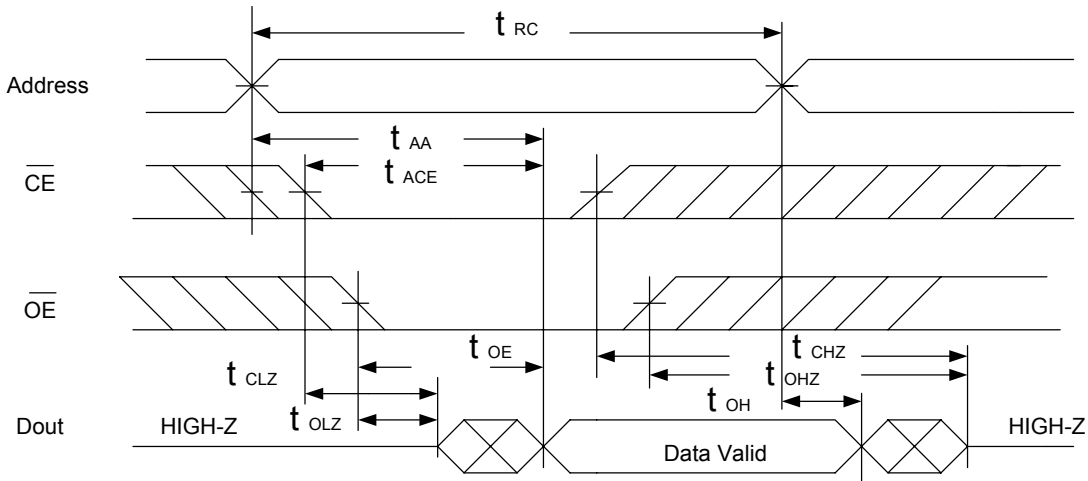 t RC
Address
t AA
t ACE
CE
OE
t OE
t CHZ
t CLZ
t OHZ
t OLZ
t OH
Dout
HIGH-Z
Data Valid
HIGH-Z